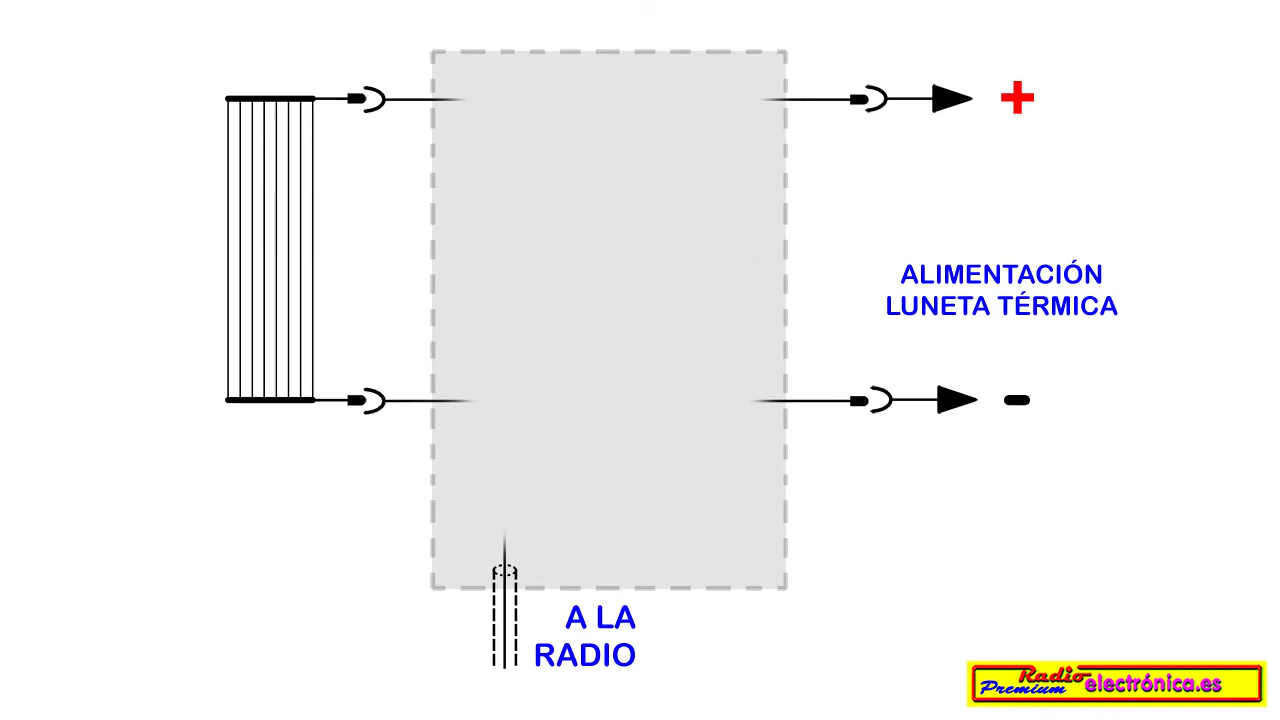 +
ALIMENTACIÓN
LUNETA TÉRMICA
-
A LA
RADIO
Radio
Premium electrónica.es